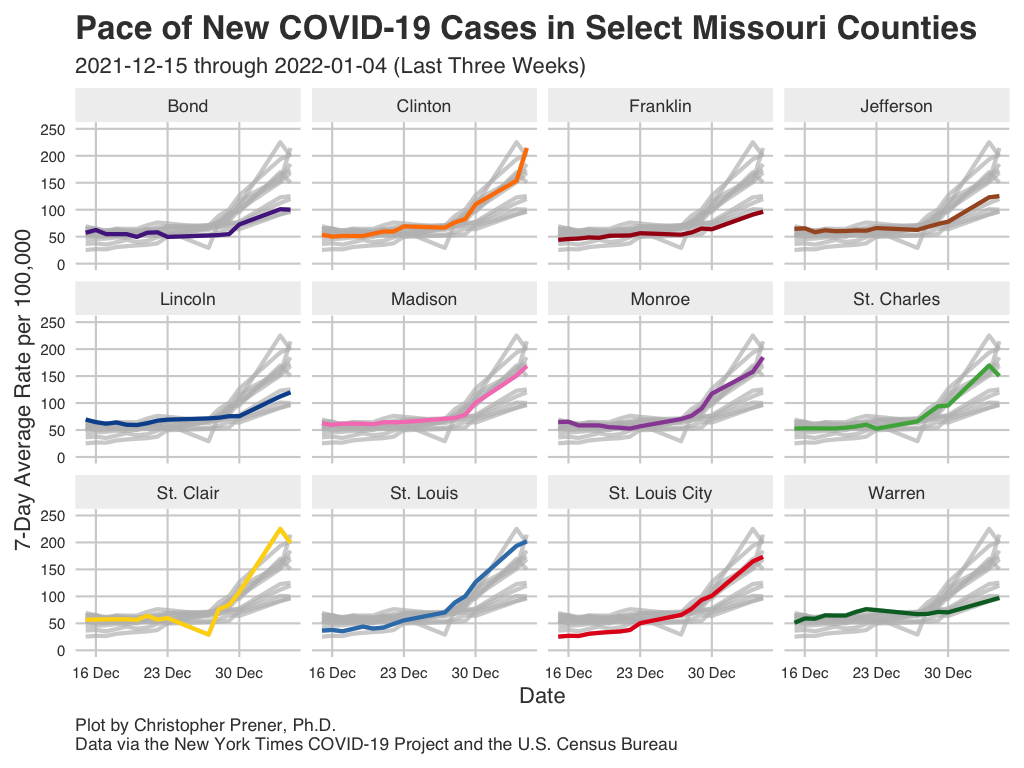 Pace of New COVID-19 Cases in Select Missouri Counties
2021-12-15 through 2022-01-04 (Last Three Weeks)
Bond Clinton Franklin Jefferson
250
200
150
100
50
0
Lincoln Madison Monroe St. Charles
250
200
150
100
50
0
St. Clair St. Louis St. Louis City Warren
250
200
150
100
50
0
7-Day Average Rate per 100,000
16 Dec 23 Dec 30 Dec 16 Dec 23 Dec 30 Dec 16 Dec 23 Dec 30 Dec 16 Dec 23 Dec 30 Dec
Date
Plot by Christopher Prener, Ph.D.
Data via the New York Times COVID-19 Project and the U.S. Census Bureau